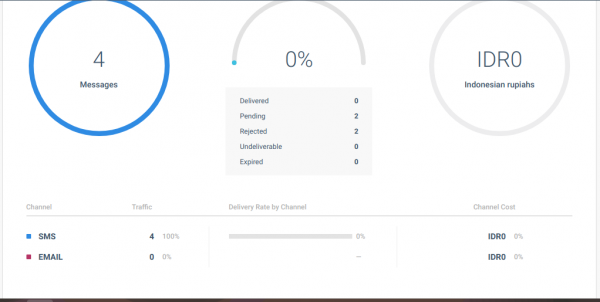 4 0% IDR0
Messages Indonesian rupiahs
Delivered 0
Pending 2
Rejected 2
Undeliverable 0
Expired 0
Channel Traffic Delivery Rate by Channel Channel Cost
SMS 4 100% 0% IDR0 0%
EMAIL 0 0% — IDR0 0%